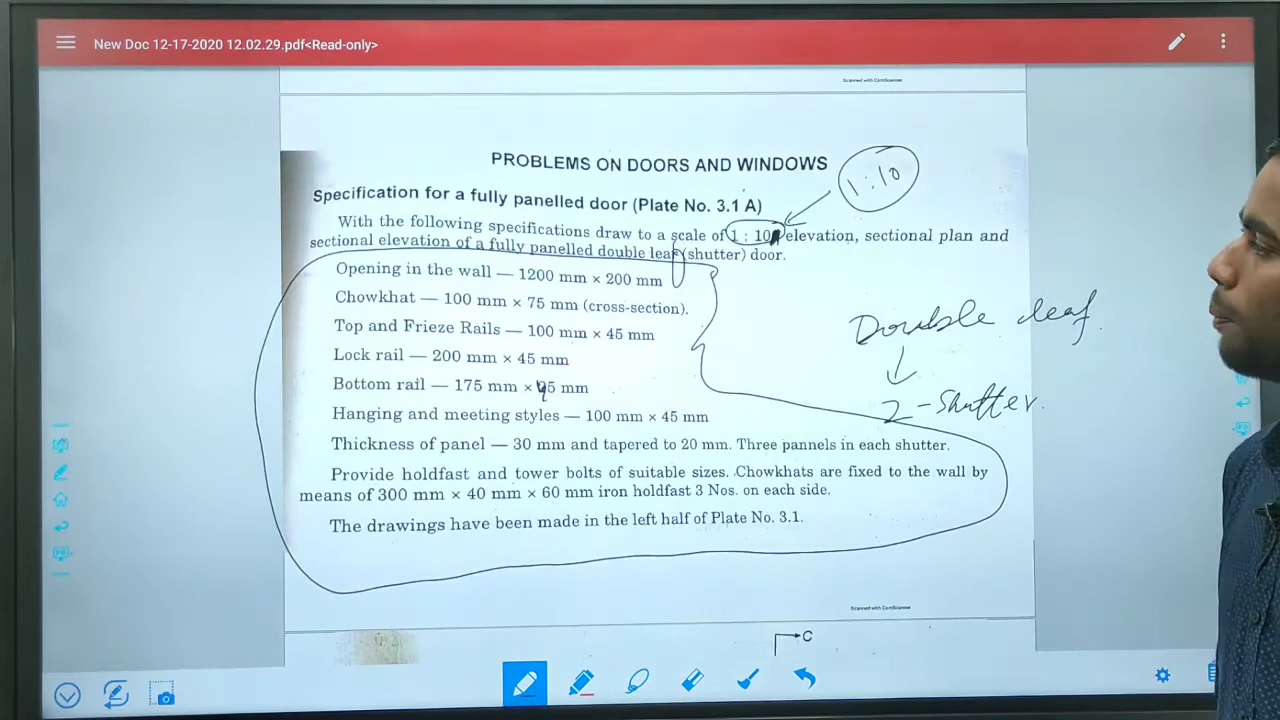 New Doc 12-17-2020 12.02.29.pdf<Read-only>
Scanned with CamScanner
PROBLEMS ON DOORS AND WINDOWS
1:10
Specification for a fully panelled door (Plate No. 3.1 A)
With the following specifications draw to a scale of 1 : 10 elevation, sectional plan and
sectional elevation of a fully panelled double leaf (shutter) door.
Opening in the wall — 1200 mm × 200 mm
Chowkhat — 100 mm × 75 mm (cross-section).
Top and Frieze Rails — 100 mm × 45 mm
Lock rail — 200 mm × 45 mm
Bottom rail — 175 mm × 45 mm
Hanging and meeting styles — 100 mm × 45 mm
Double leaf.
2-shutter.
Thickness of panel — 30 mm and tapered to 20 mm. Three pannels in each shutter.
Provide holdfast and tower bolts of suitable sizes. Chowkhats are fixed to the wall by
means of 300 mm × 40 mm × 60 mm iron holdfast 3 Nos. on each side.
The drawings have been made in the left half of Plate No. 3.1.
Scanned with CamScanner
C